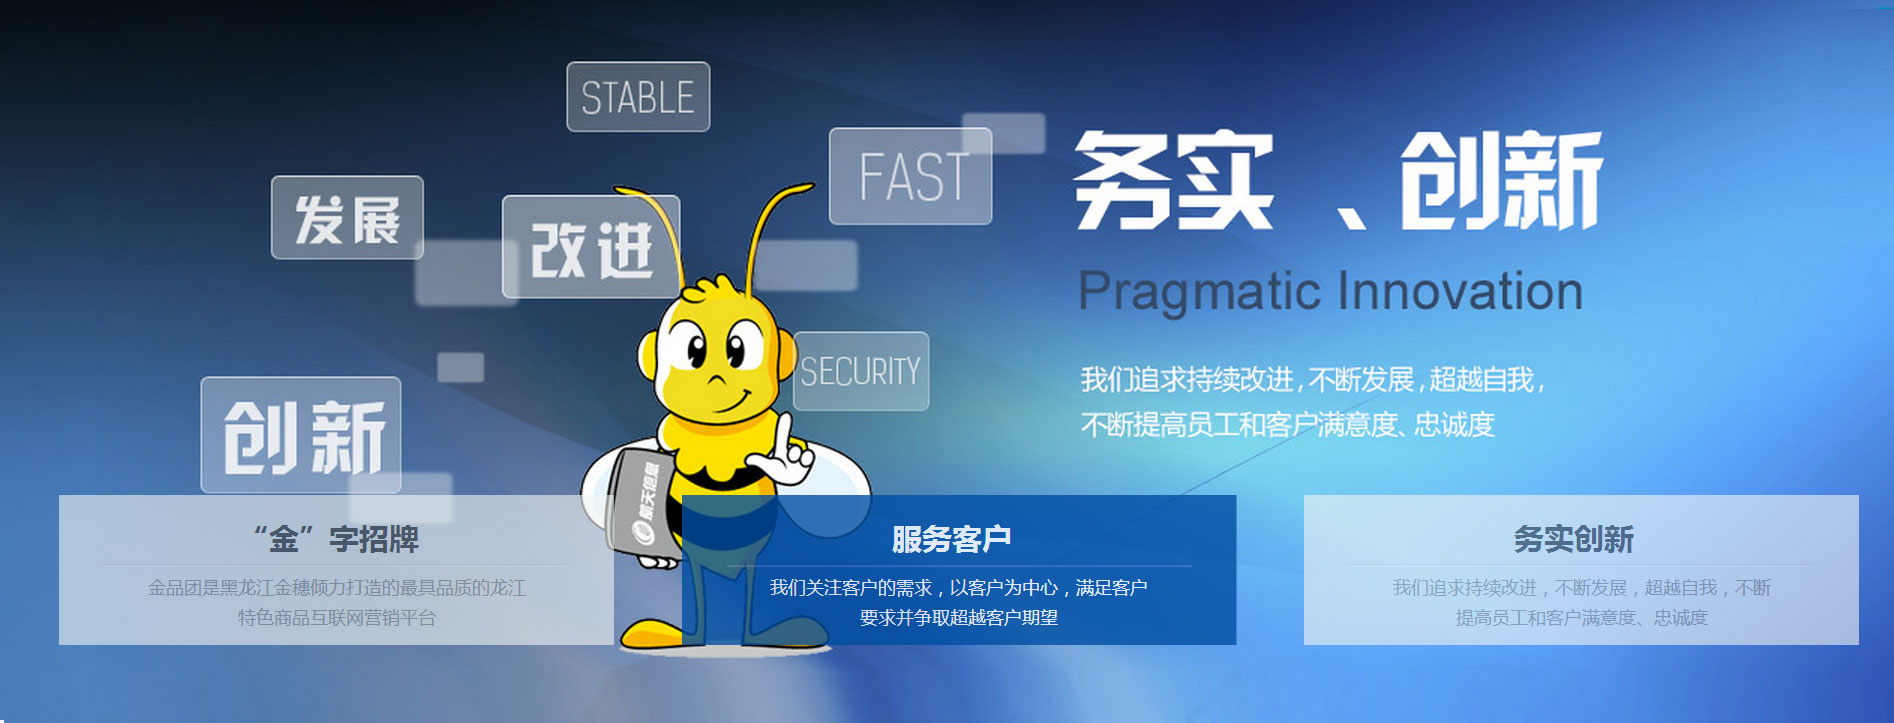 STABLE
FAST
发展
改进
务实、创新
Pragmatic Innovation
SECURITY
我们追求持续改进,不断发展,超越自我,
不断提高员工和客户满意度、忠诚度
创新
航天信息
“金”字招牌
金品团是黑龙江金穗倾力打造的最具品质的龙江
特色商品互联网营销平台
服务客户
我们关注客户的需求，以客户为中心，满足客户
要求并争取超越客户期望
务实创新
我们追求持续改进，不断发展，超越自我，不断
提高员工和客户满意度、忠诚度